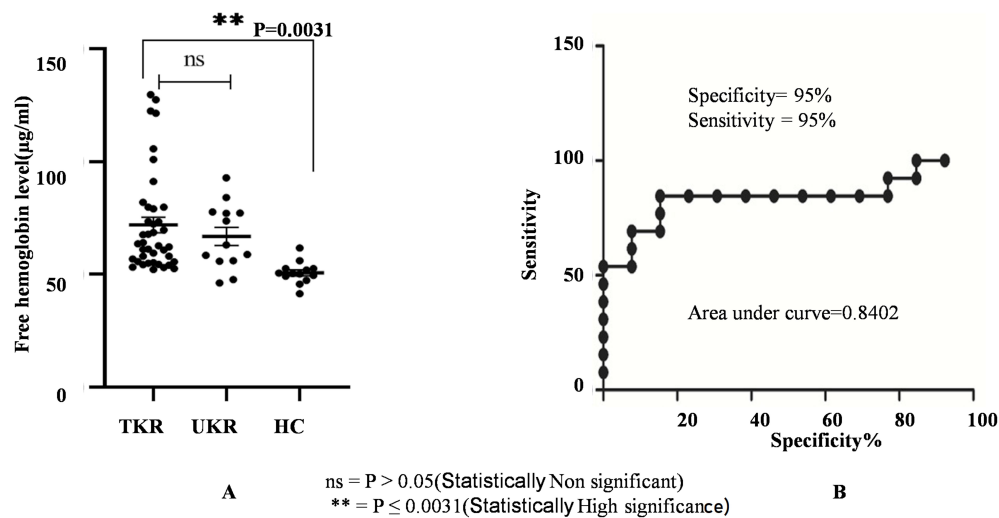 ** P=0.0031
ns
150
100
50
0
Free hemoglobin level(µg/ml)
TKR UKR HC
A
150
100
50
0
Sensitivity
Specificity= 95%
Sensitivity = 95%
Area under curve=0.8402
20 40 60 80 100
Specificity%
B
ns = P > 0.05(Statistically Non significant)
** = P ≤ 0.0031(Statistically High significance)